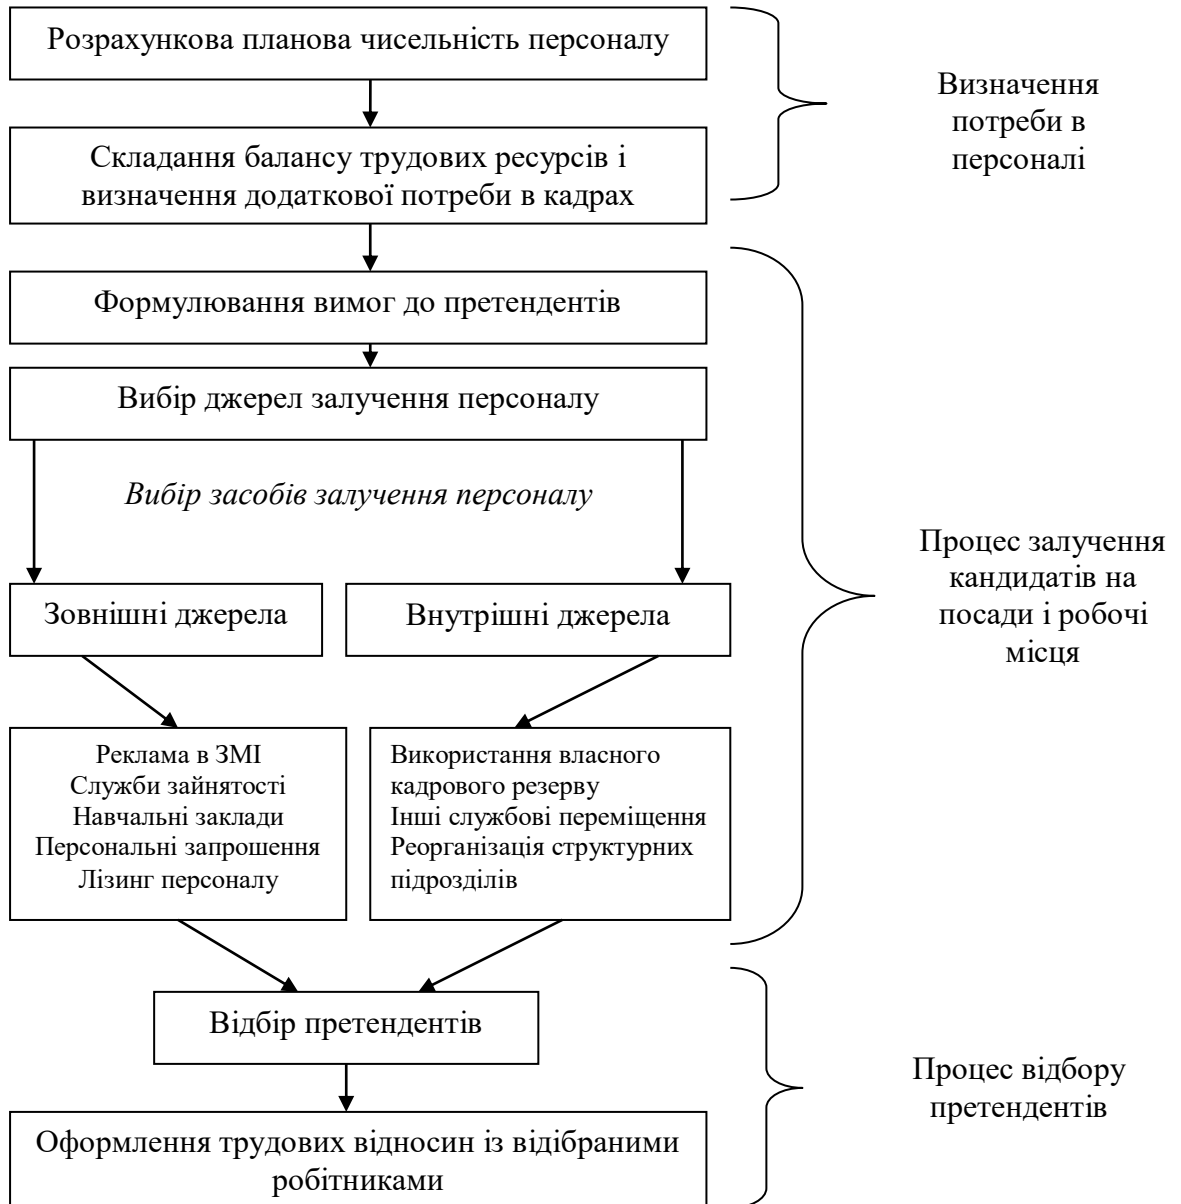 Розрахункова планова чисельність персоналу
Визначення
потреби в
персоналі
Складання балансу трудових ресурсів і
визначення додаткової потреби в кадрах
Формулювання вимог до претендентів
Вибір джерел залучення персоналу
Вибір засобів залучення персоналу
Процес залучення
кандидатів на
посади і робочі
місця
Зовнішні джерела
Внутрішні джерела
Реклама в ЗМІ
Служби зайнятості
Навчальні заклади
Персональні запрошення
Лізинг персоналу
Використання власного
кадрового резерву
Інші службові переміщення
Реорганізація структурних
підрозділів
Відбір претендентів
Процес відбору
претендентів
Оформлення трудових відносин із відібраними
робітниками